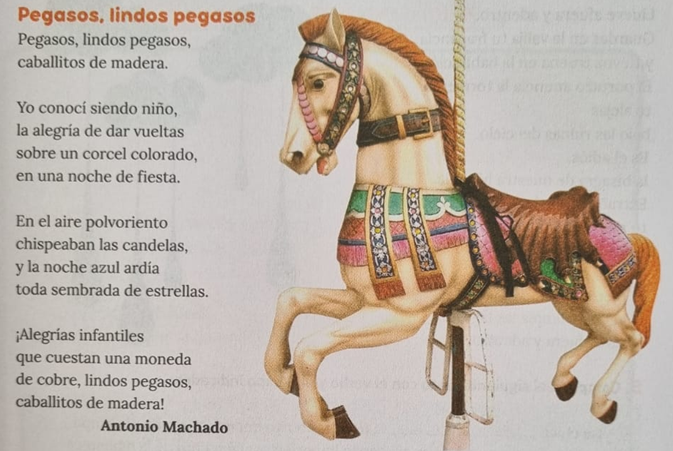 Pegasos, lindos pegasos
Pegasos, lindos pegasos,
caballitos de madera.
Yo conocí siendo niño,
la alegría de dar vueltas
sobre un corcel colorado,
en una noche de fiesta.
En el aire polvoriento
chispeaban las candelas,
y la noche azul ardía
toda sembrada de estrellas.
¡Alegrías infantiles
que cuestan una moneda
de cobre, lindos pegasos,
caballitos de madera!
Antonio Machado